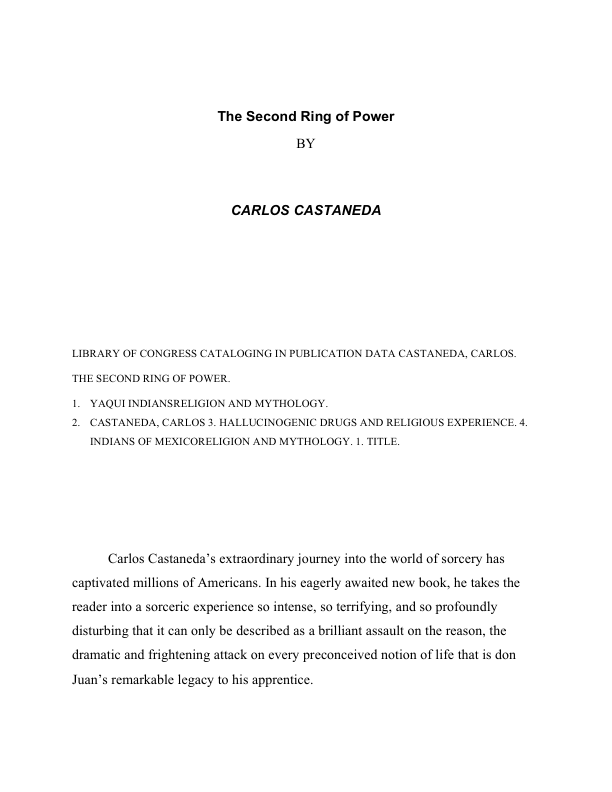 The Second Ring of Power
BY
CARLOS CASTANEDA
LIBRARY OF CONGRESS CATALOGING IN PUBLICATION DATA CASTANEDA, CARLOS.
THE SECOND RING OF POWER.
1. YAQUI INDIANSRELIGION AND MYTHOLOGY.
2. CASTANEDA, CARLOS 3. HALLUCINOGENIC DRUGS AND RELIGIOUS EXPERIENCE. 4.
INDIANS OF MEXICORELIGION AND MYTHOLOGY. 1. TITLE.
Carlos Castaneda’s extraordinary journey into the world of sorcery has
captivated millions of Americans. In his eagerly awaited new book, he takes the
reader into a sorceric experience so intense, so terrifying, and so profoundly
disturbing that it can only be described as a brilliant assault on the reason, the
dramatic and frightening attack on every preconceived notion of life that is don
Juan’s remarkable legacy to his apprentice.